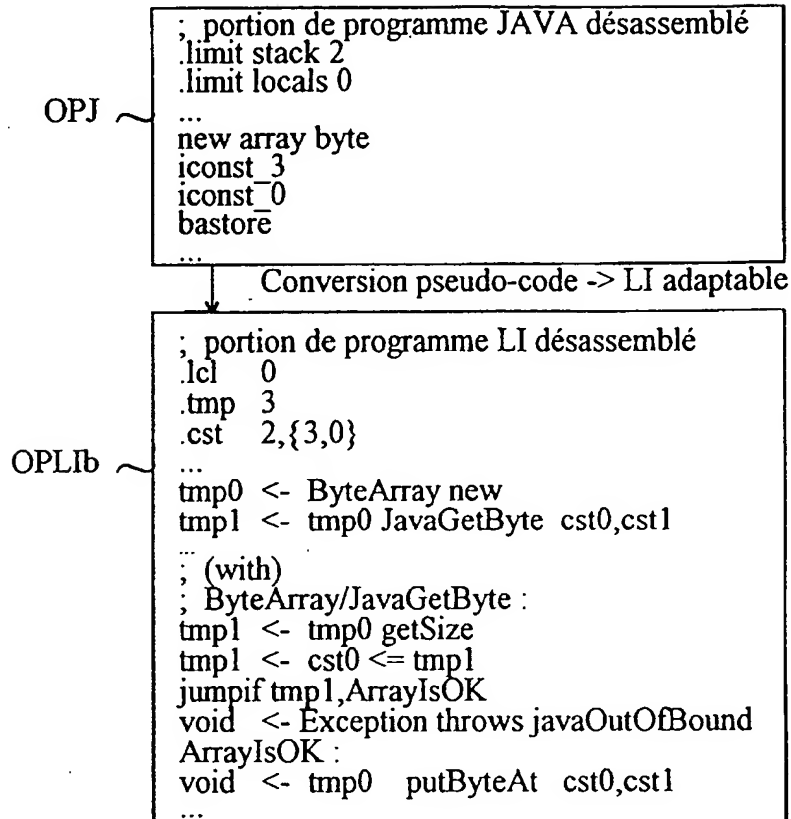 ; portion de programme JAVA désassemblé
.limit stack 2
.limit locals 0
OPJ
...
new array byte
iconst_3
iconst_0
bastore
...
Conversion pseudo-code -> LI adaptable
; portion de programme LI désassemblé
.lcl 0
.tmp 3
.cst 2,{3,0}
OPLIb
...
tmp0 <- ByteArray new
tmp1 <- tmp0 JavaGetByte cst0,cst1
...
; (with)
; ByteArray/JavaGetByte :
tmp1 <- tmp0 getSize
tmp1 <- cst0 <= tmp1
jumpif tmp1,ArrayIsOK
void <- Exception throws javaOutOfBound
ArrayIsOK :
void <- tmp0 putByteAt cst0,cst1
...